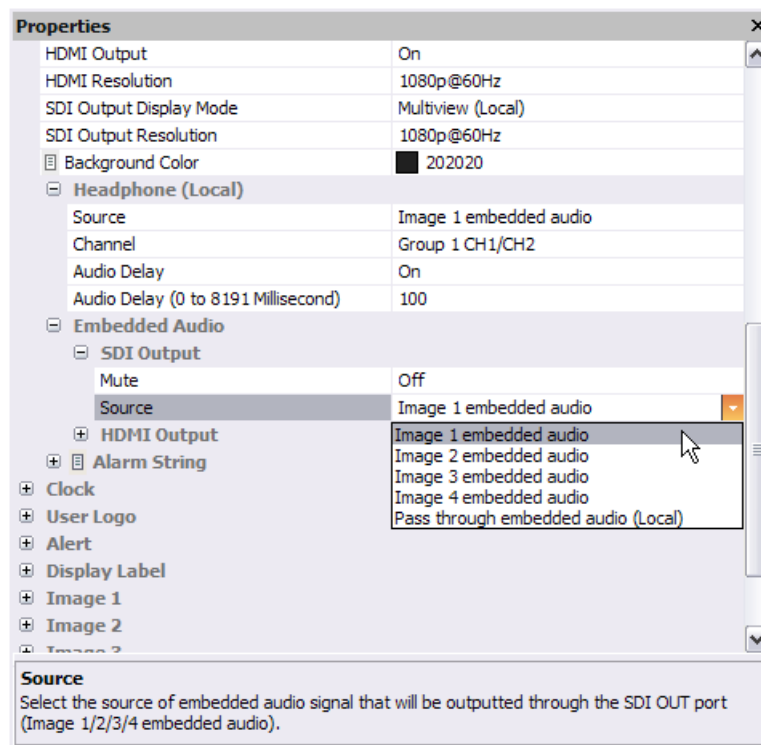 Properties
HDMI Output On
HDMI Resolution 1080p@60Hz
SDI Output Display Mode Multiview (Local)
SDI Output Resolution 1080p@60Hz
Background Color 202020
Headphone (Local)
Source Image 1 embedded audio
Channel Group 1 CH1/CH2
Audio Delay On
Audio Delay (0 to 8191 Millisecond) 100
Embedded Audio
SDI Output
Mute Off
Source Image 1 embedded audio
HDMI Output
Image 1 embedded audio
Image 2 embedded audio
Image 3 embedded audio
Image 4 embedded audio
Pass through embedded audio (Local)
Alarm String
Clock
User Logo
Alert
Display Label
Image 1
Image 2
Image 3
Source
Select the source of embedded audio signal that will be outputted through the SDI OUT port
(Image 1/2/3/4 embedded audio).